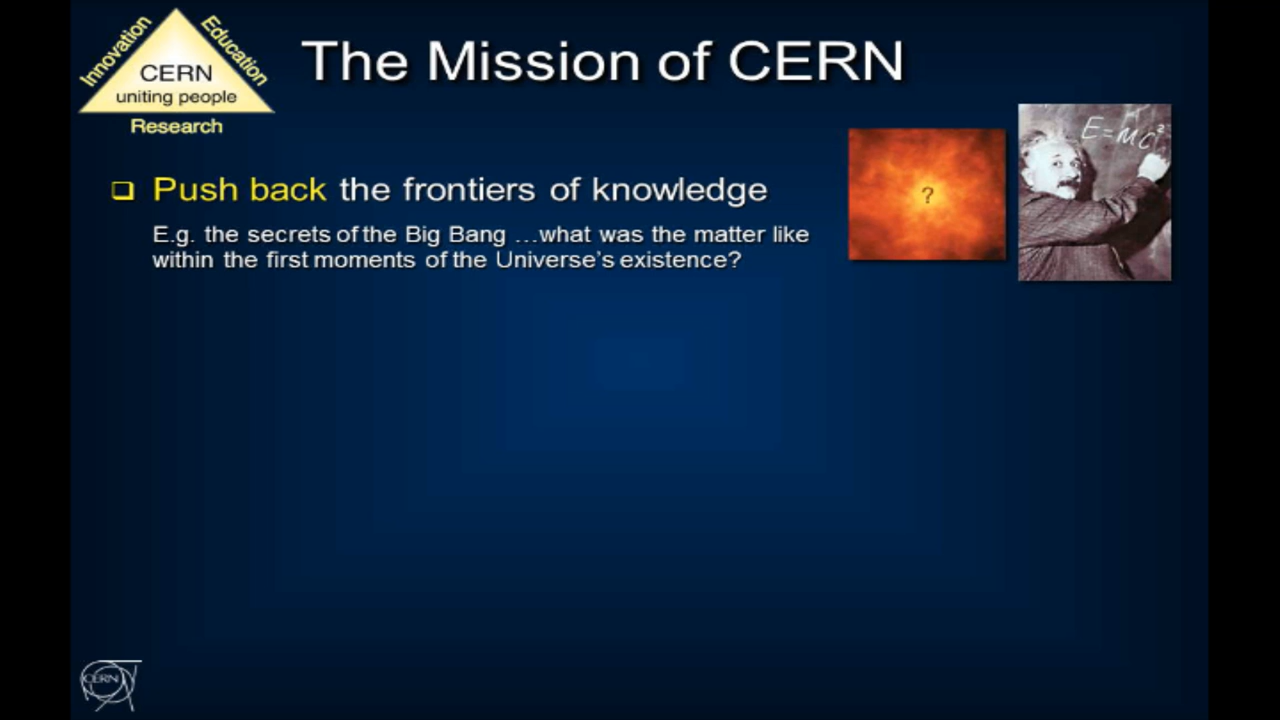 Innovation
Education
CERN
uniting people
Research
The Mission of CERN
Push back the frontiers of knowledge
E.g. the secrets of the Big Bang …what was the matter like
within the first moments of the Universe’s existence?
?
E=MC²
CERN